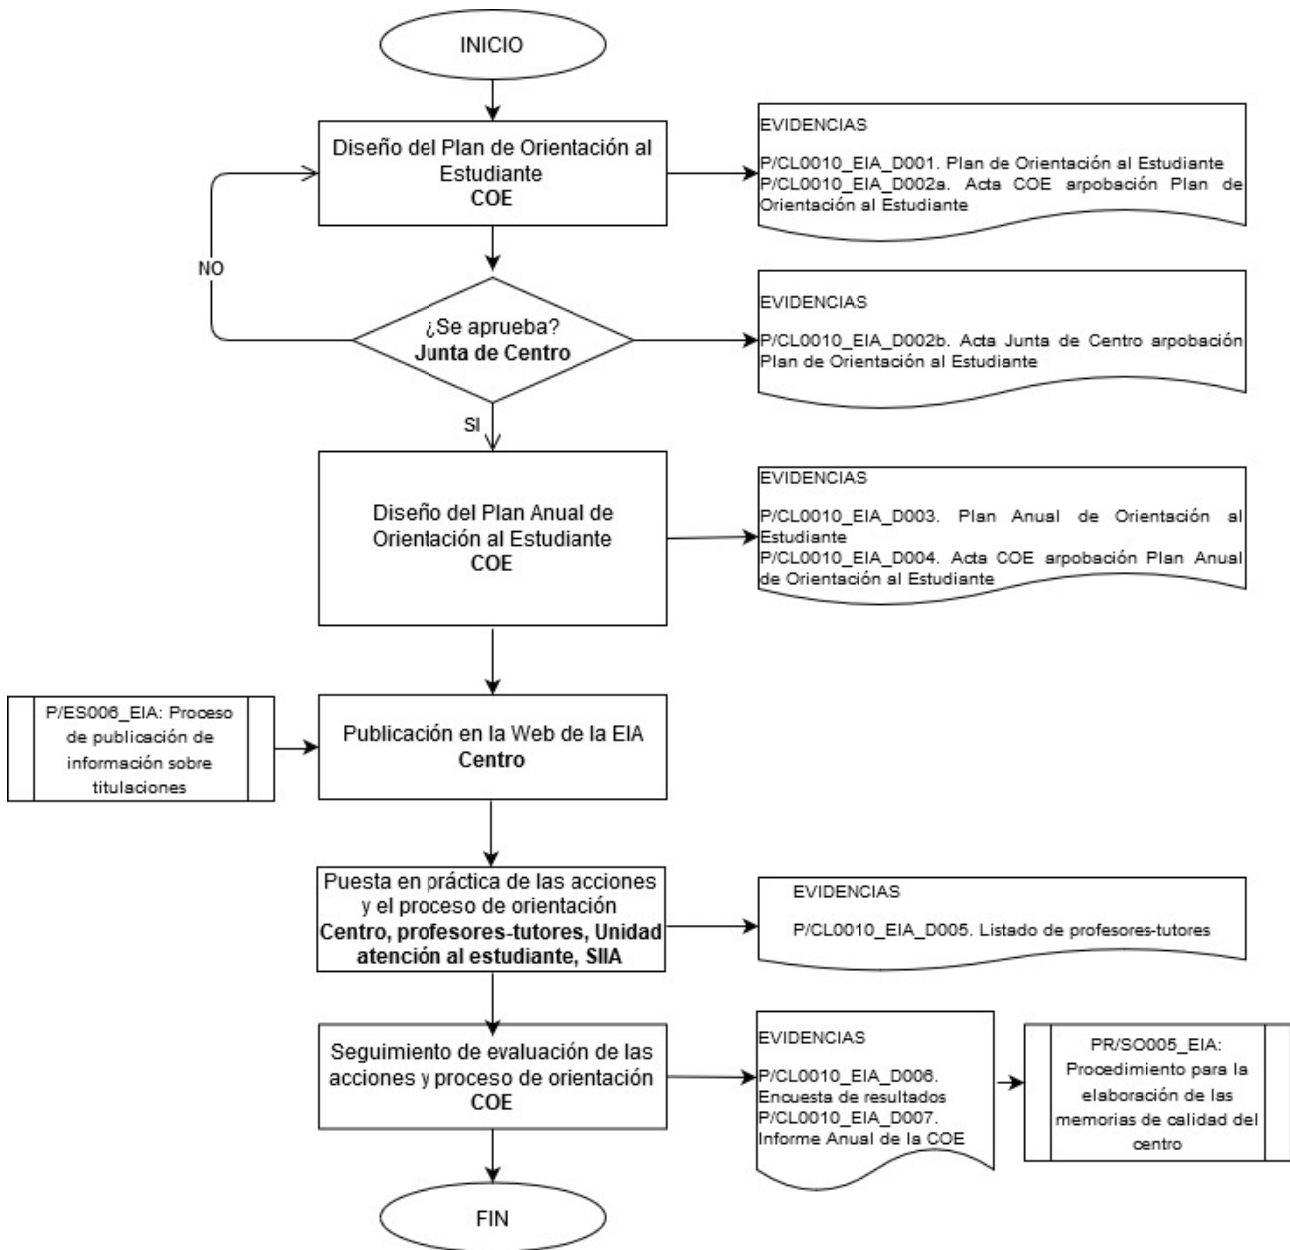 INICIO
Diseño del Plan de Orientación al
Estudiante
COE
EVIDENCIAS
P/CL0010_EIA_D001. Plan de Orientación al Estudiante
P/CL0010_EIA_D002a. Acta COE arpobación Plan de
Orientación al Estudiante
NO
¿Se aprueba?
Junta de Centro
EVIDENCIAS
P/CL0010_EIA_D002b. Acta Junta de Centro arpobación
Plan de Orientación al Estudiante
SI
Diseño del Plan Anual de
Orientación al Estudiante
COE
EVIDENCIAS
P/CL0010_EIA_D003. Plan Anual de Orientación al
Estudiante
P/CL0010_EIA_D004. Acta COE arpobación Plan Anual
de Orientación al Estudiante
P/ES006_EIA: Proceso
de publicación de
información sobre
titulaciones
Publicación en la Web de la EIA
Centro
Puesta en práctica de las acciones
y el proceso de orientación
Centro, profesores-tutores, Unidad
atención al estudiante, SIIA
EVIDENCIAS
P/CL0010_EIA_D005. Listado de profesores-tutores
Seguimiento de evaluación de las
acciones y proceso de orientación
COE
EVIDENCIAS
P/CL0010_EIA_D006.
Encuesta de resultados
P/CL0010_EIA_D007.
Informe Anual de la COE
PR/SO005_EIA:
Procedimiento para la
elaboración de las
memorias de calidad del
centro
FIN